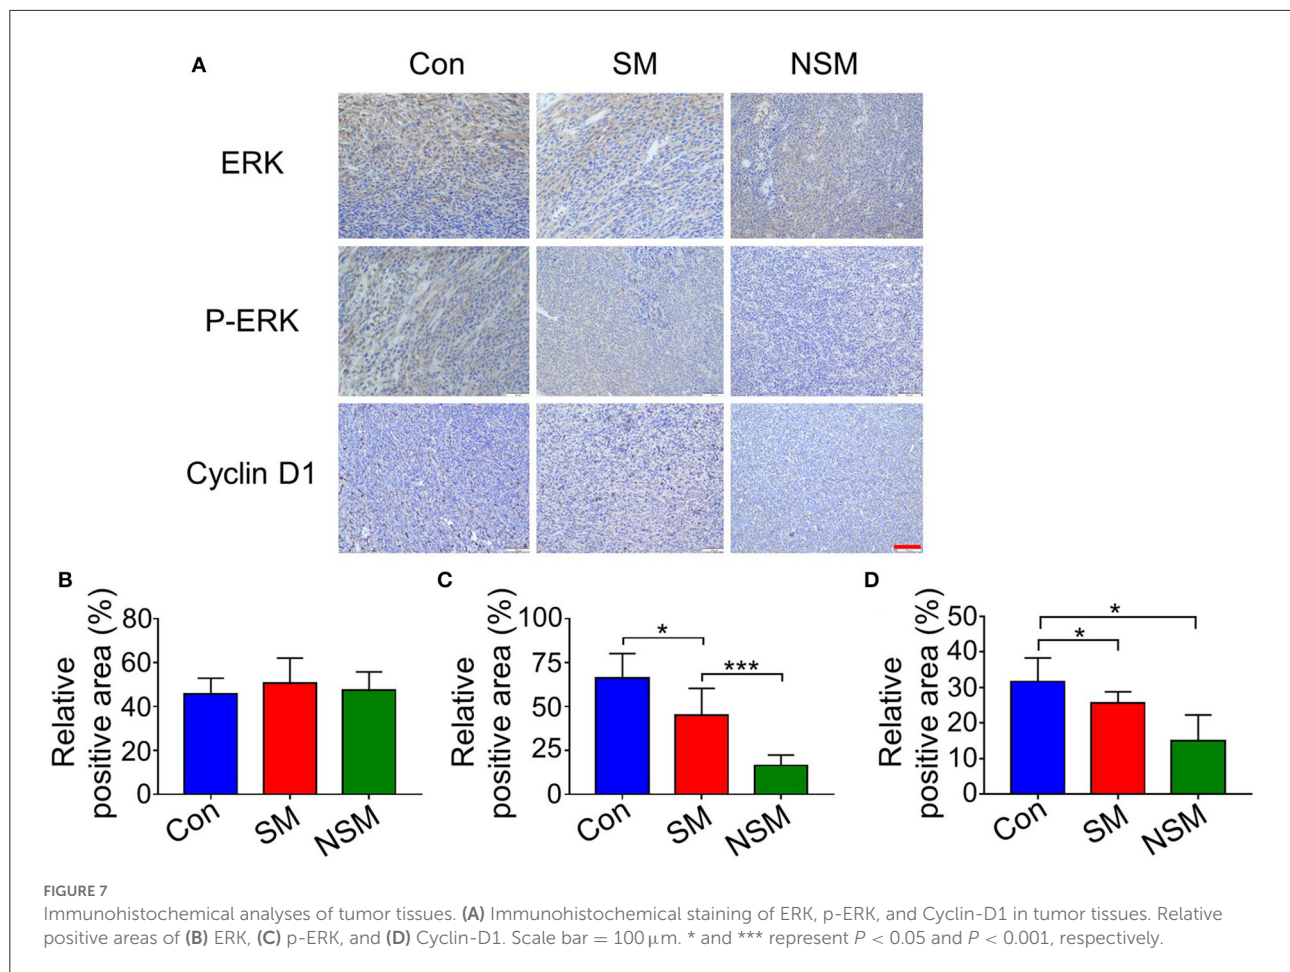 A
Con SM NSM
ERK
P-ERK
Cyclin D1
B
Relative
positive area (%)
80
60
40
20
0
Con SM NSM
C
Relative
positive area (%)
100
75
50
25
0
*
***
Con SM NSM
D
Relative
positive area (%)
50
40
30
20
10
0
*
*
Con SM NSM
FIGURE 7
Immunohistochemical analyses of tumor tissues. (A) Immunohistochemical staining of ERK, p-ERK, and Cyclin-D1 in tumor tissues. Relative
positive areas of (B) ERK, (C) p-ERK, and (D) Cyclin-D1. Scale bar = 100 μm. * and *** represent P < 0.05 and P < 0.001, respectively.